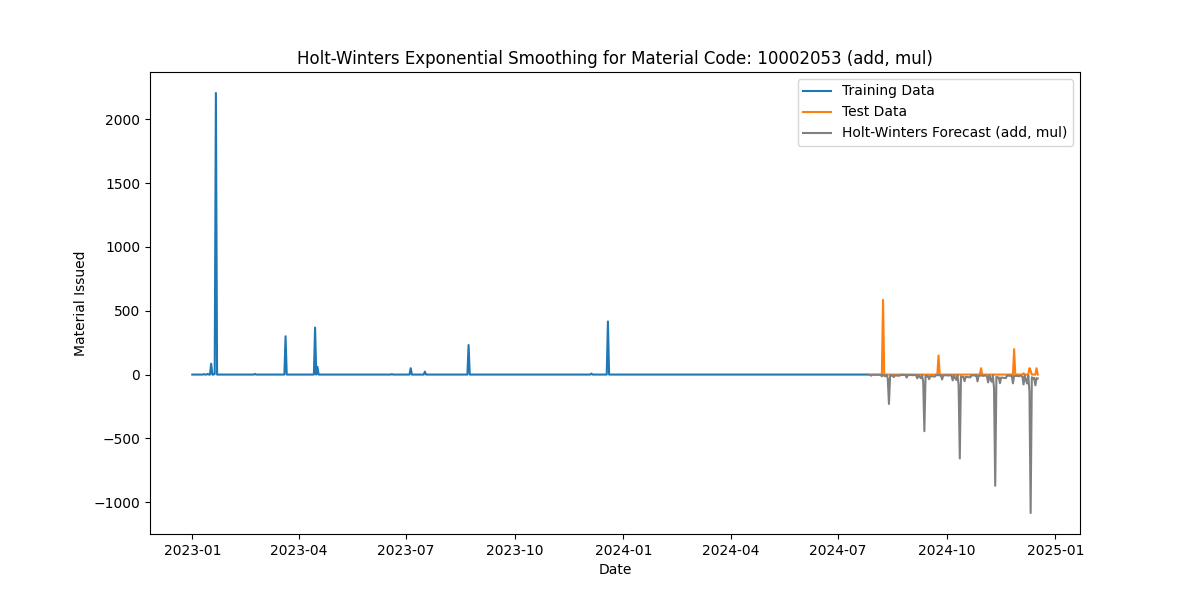 Holt-Winters Exponential Smoothing for Material Code: 10002053 (add, mul)
Training Data
Test Data
Holt-Winters Forecast (add, mul)
Material Issued
2000
1500
1000
500
0
−500
−1000
2023-01
2023-04
2023-07
2023-10
2024-01
2024-04
2024-07
2024-10
2025-01
Date